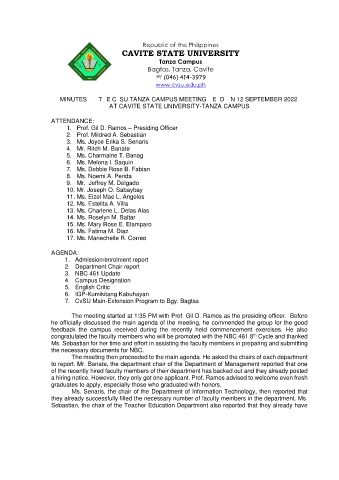 Republic of the Philippines
CAVITE STATE UNIVERSITY
Tanza Campus
Bagtas, Tanza, Cavite
☏ (046) 414-3979
www.cvsu.edu.ph
MINUTES T E C SU TANZA CAMPUS MEETING E D N 12 SEPTEMBER 2022
AT CAVITE STATE UNIVERSITY-TANZA CAMPUS
ATTENDANCE:
1. Prof. Gil D. Ramos – Presiding Officer
2. Prof. Mildred A. Sebastian
3. Ms. Joyce Erika S. Senaris
4. Mr. Rilch M. Banate
5. Ms. Charmaine T. Banag
6. Ms. Melona I. Saquin
7. Ms. Debbie Rose B. Fabian
8. Ms. Noemi A. Perida
9. Mr. Jeffrey M. Delgado
10. Mr. Joseph O. Sabaybay
11. Ms. Eizel Mae L. Angeles
12. Ms. Estelita A. Villa
13. Ms. Charlene L. Delas Alas
14. Ms. Roselyn M. Baltar
15. Ms. Mary Rose E. Elamparo
16. Ms. Fatima M. Diaz
17. Ms. Mariechelle R. Correo
AGENDA:
1. Admission/enrolment report
2. Department Chair report
3. NBC 461 Update
4. Campus Designation
5. English Critic
6. IGP-Kumikitang Kabuhayan
7. CvSU Main-Extension Program to Bgy. Bagtas
The meeting started at 1:35 PM with Prof. Gil D. Ramos as the presiding officer. Before
he officially discussed the main agenda of the meeting, he commended the group for the good
feedback the campus received during the recently held commencement exercises. He also
congratulated the faculty members who will be promoted with the NBC 461 8th Cycle and thanked
Ms. Sebastian for her time and effort in assisting the faculty members in preparing and submitting
the necessary documents for NBC.
The meeting then proceeded to the main agenda. He asked the chairs of each department
to report. Mr. Banate, the department chair of the Department of Management reported that one
of the recently hired faculty members of their department has backed out and they already posted
a hiring notice. However, they only got one applicant. Prof. Ramos advised to welcome even fresh
graduates to apply, especially those who graduated with honors.
Ms. Senaris, the chair of the Department of Information Technology, then reported that
they already successfully filled the necessary number of faculty members in the department. Ms.
Sebastian, the chair of the Teacher Education Department also reported that they already have